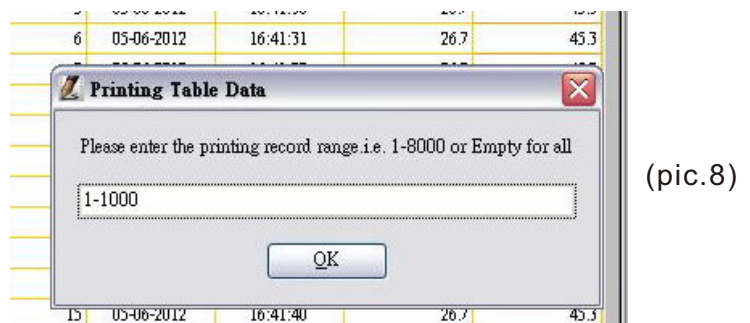 6 05-06-2012 16:41:31 26.7 45.3
Printing Table Data
Please enter the printing record range.i.e. 1-8000 or Empty for all
1-1000
OK
(pic.8)
15 05-06-2012 16:41:40 26.7 45.3